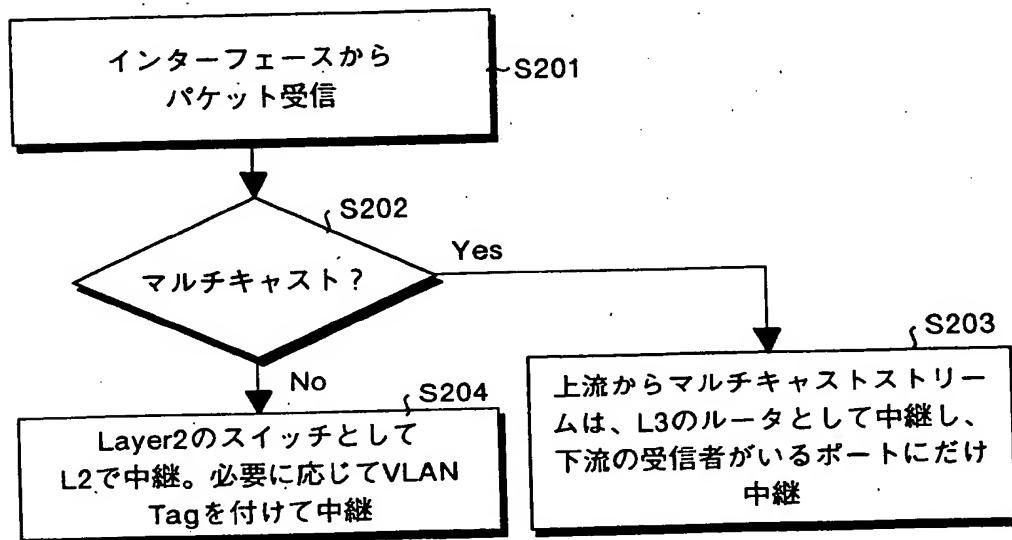 インターフェースから
パケット受信
S201
S202
マルチキャスト？
Yes
No
S203
上流からマルチキャストストリー
ムは、L3のルータとして中継し、
下流の受信者がいるポートにだけ
中継
S204
Layer2のスイッチとして
L2で中継。必要に応じてVLAN
Tagを付けて中継